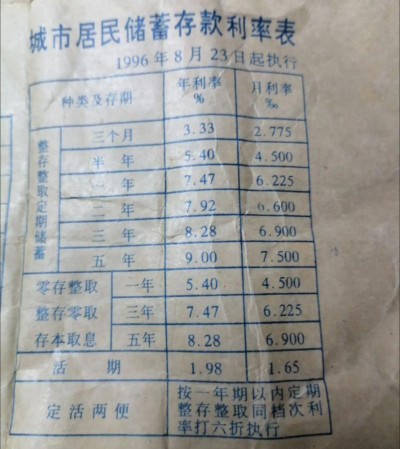 城市居民储蓄存款利率表
1996年8月23日起执行
种类及存期 年利率% 月利率‰
整存整取定期储蓄
三个月 3.33 2.775
半年 5.40 4.500
一年 7.47 6.225
二年 7.92 6.600
三年 8.28 6.900
五年 9.00 7.500
零存整取 一年 5.40 4.500
整存零取 三年 7.47 6.225
存本取息 五年 8.28 6.900
活期 1.98 1.65
定活两便
按一年期以内定期
整存整取同档次利
率打六折执行